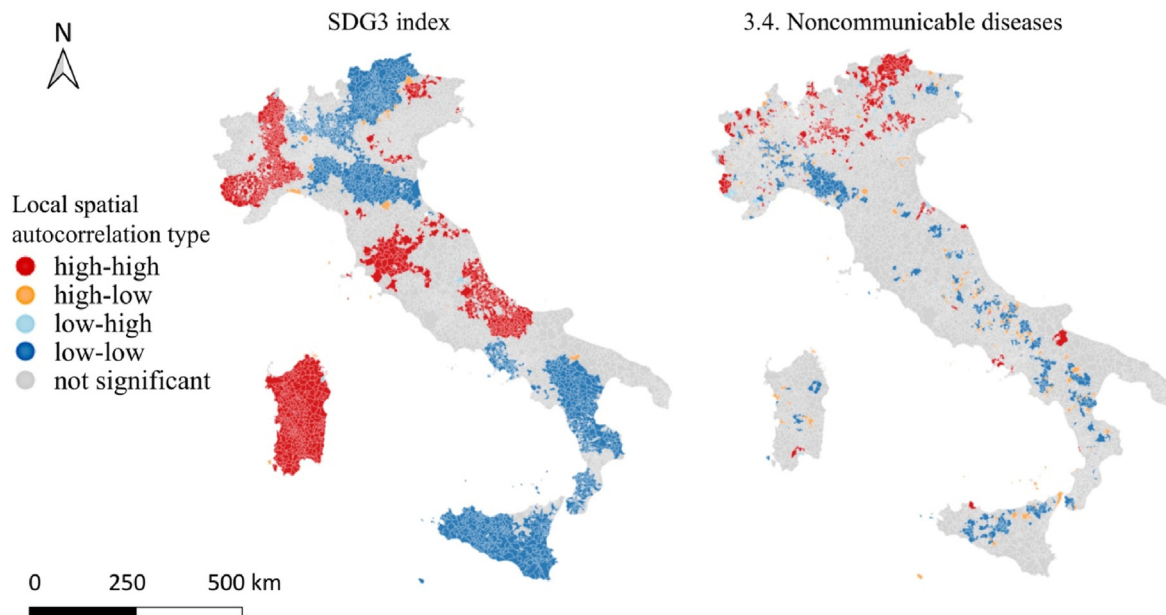 SDG3 index
3.4. Noncommunicable diseases
N
Local spatial
autocorrelation type
high-high
high-low
low-high
low-low
not significant
0 250 500 km